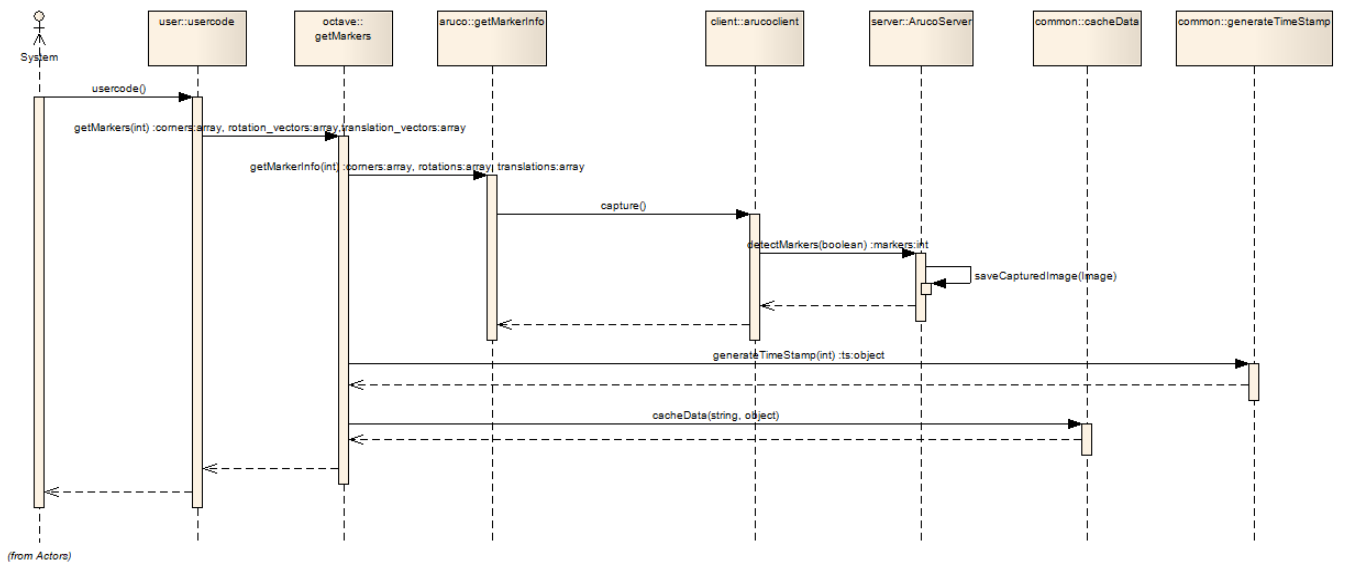 System
user::usercode
octave::
getMarkers
aruco::getMarkerInfo
client::arucoclient
server::ArucoServer
common::cacheData
common::generateTimeStamp
usercode()
getMarkers(int) :corners:array, rotation_vectors:array,translation_vectors:array
getMarkerInfo(int) :corners:array, rotations:array, translations:array
capture()
detectMarkers(boolean) :markers:int
saveCapturedImage(Image)
generateTimeStamp(int) :ts:object
cacheData(string, object)
(from Actors)